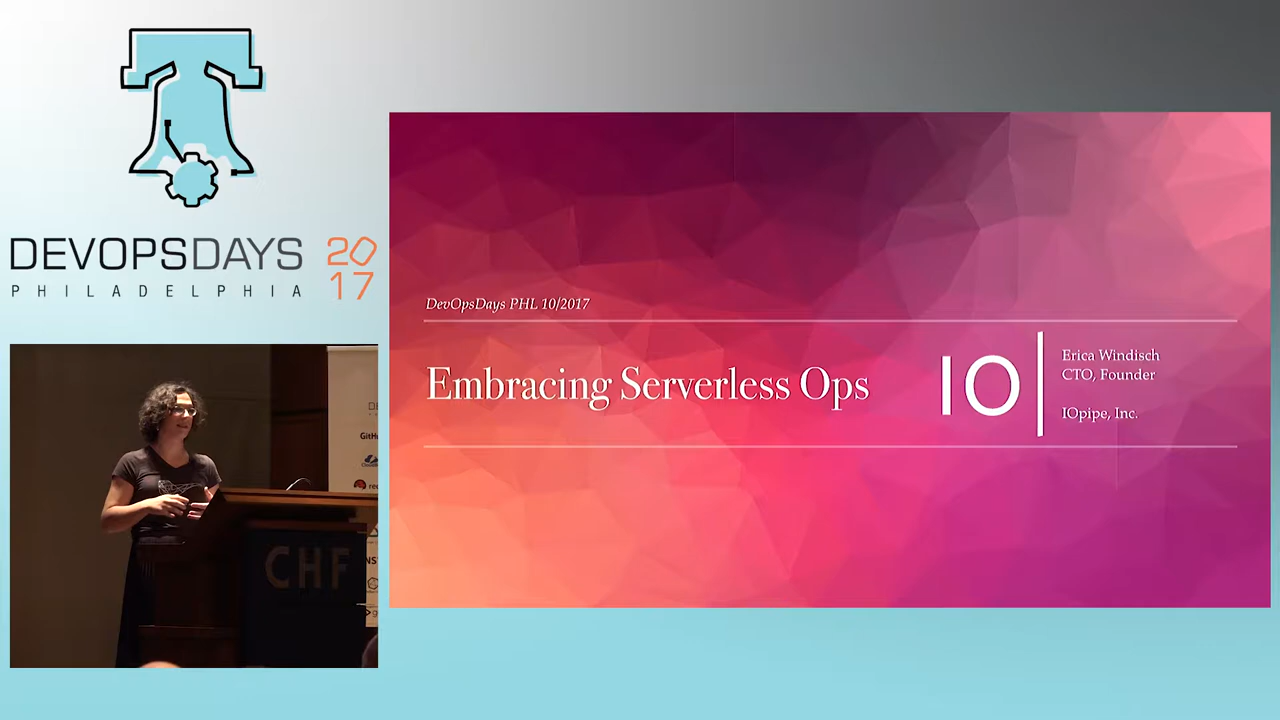 DEVOPSDAYS 20
PHILADELPHIA 17
DevOpsDays PHL 10/2017
Embracing Serverless Ops
IO
Erica Windisch
CTO, Founder
IOpipe, Inc.
CHF